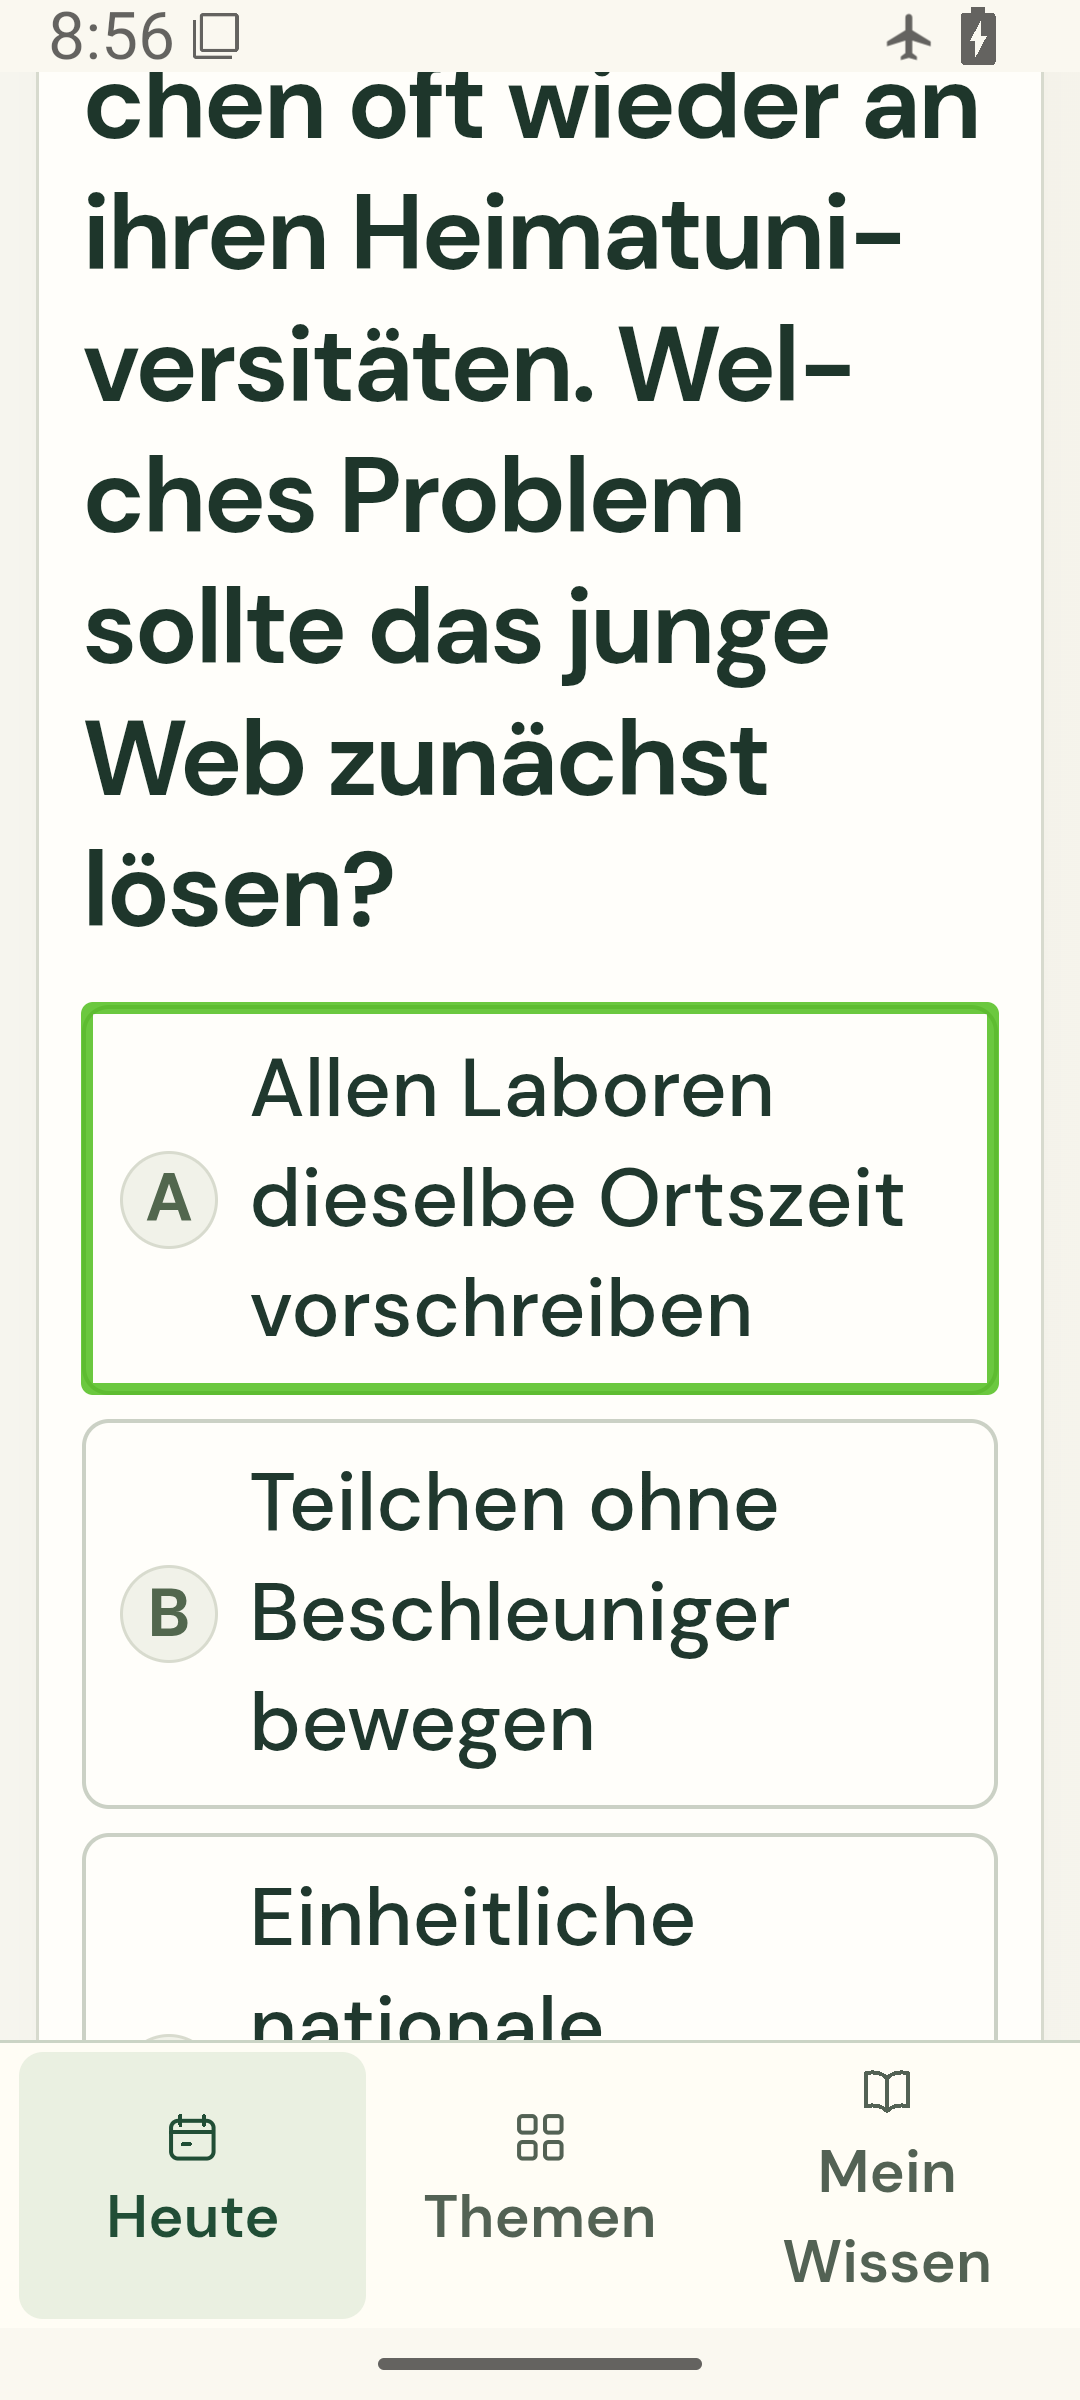 8:56
chen oft wieder an
ihren Heimatuni-
versitäten. Wel-
ches Problem
sollte das junge
Web zunächst
lösen?
A
Allen Laboren
dieselbe Ortszeit
vorschreiben
B
Teilchen ohne
Beschleuniger
bewegen
Einheitliche
nationale
Heute
Themen
Mein
Wissen